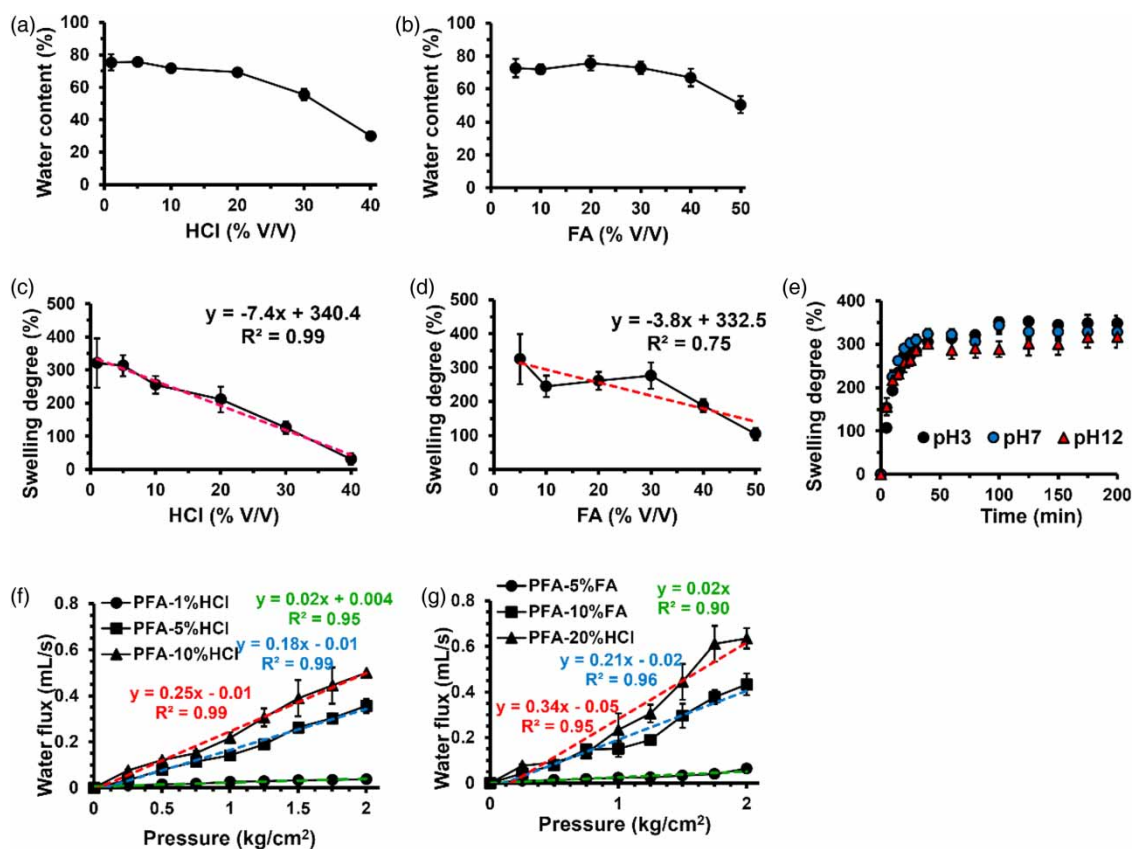 (a)
100
80
60
40
20
0
Water content (%)
0 10 20 30 40
HCl (% V/V)
(b)
100
80
60
40
20
0
Water content (%)
0 10 20 30 40 50
FA (% V/V)
(c)
500
400
300
200
100
0
Swelling degree (%)
y = -7.4x + 340.4
R² = 0.99
0 10 20 30 40
HCl (% V/V)
(d)
500
400
300
200
100
0
Swelling degree (%)
y = -3.8x + 332.5
R² = 0.75
0 10 20 30 40 50
FA (% V/V)
(e)
400
300
200
100
0
Swelling degree (%)
pH3 pH7 pH12
0 50 100 150 200
Time (min)
(f)
0.8
0.6
0.4
0.2
0
Water flux (mL/s)
PFA-1%HCl
PFA-5%HCl
PFA-10%HCl
y = 0.02x + 0.004
R² = 0.95
y = 0.18x - 0.01
R² = 0.99
y = 0.25x - 0.01
R² = 0.99
0 0.5 1 1.5 2
Pressure (kg/cm²)
(g)
0.8
0.6
0.4
0.2
0
Water flux (mL/s)
PFA-5%FA
PFA-10%FA
PFA-20%HCl
y = 0.02x
R² = 0.90
y = 0.21x - 0.02
R² = 0.96
y = 0.34x - 0.05
R² = 0.95
0 1 2
Pressure (kg/cm²)